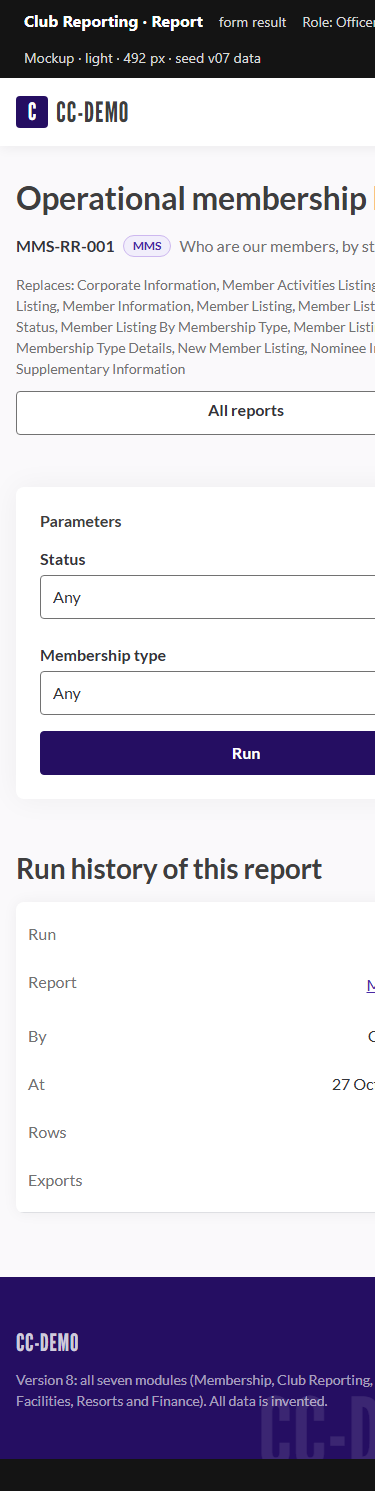 Club Reporting · Report form result Role: Officer
Mockup · light · 492 px · seed v07 data
C CC-DEMO
Operational membership
MMS-RR-001 MMS Who are our members, by st
Replaces: Corporate Information, Member Activities Listing
Listing, Member Information, Member Listing, Member List
Status, Member Listing By Membership Type, Member Listi
Membership Type Details, New Member Listing, Nominee I
Supplementary Information
All reports
Parameters
Status
Any
Membership type
Any
Run
Run history of this report
Run
Report
By
At 27 Oct
Rows
Exports
CC-DEMO
Version 8: all seven modules (Membership, Club Reporting,
Facilities, Resorts and Finance). All data is invented.
CC-D